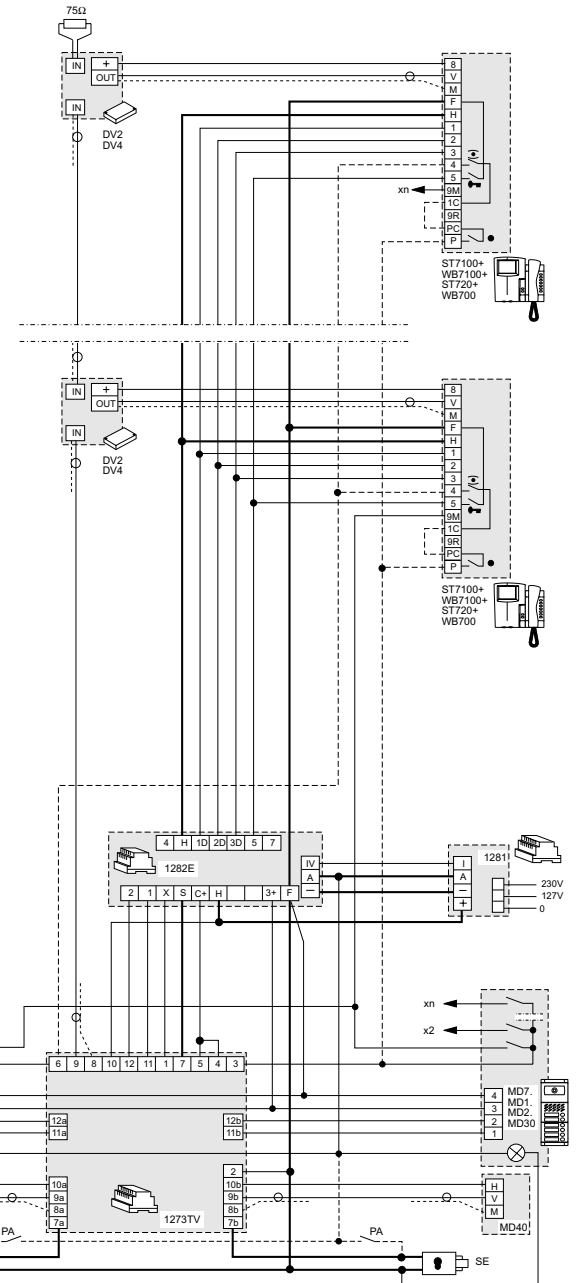 75Ω
IN
+
OUT
IN
DV2
DV4
8
V
M
F
H
1
2
3
4
5
9M
1C
9R
PC
P
xn
ST7100+
WB7100+
ST720+
WB700
IN
+
OUT
IN
DV2
DV4
8
V
M
F
H
1
2
3
4
5
9M
1C
9R
PC
P
ST7100+
WB7100+
ST720+
WB700
4 H 1D 2D 3D 5 7
1282E
IV
A
—
2 1 X S C+ H 3+ F
1281
I
A
—
+
230V
127V
0
xn
x2
6 9 8 10 12 11 1 7 5 4 3
12a
11a
12b
11b
4
3
2
1
MD7.
MD1.
MD2.
MD30
10a
9a
8a
7a
1273TV
2
10b
9b
8b
7b
H
V
M
MD40
PA
PA
SE